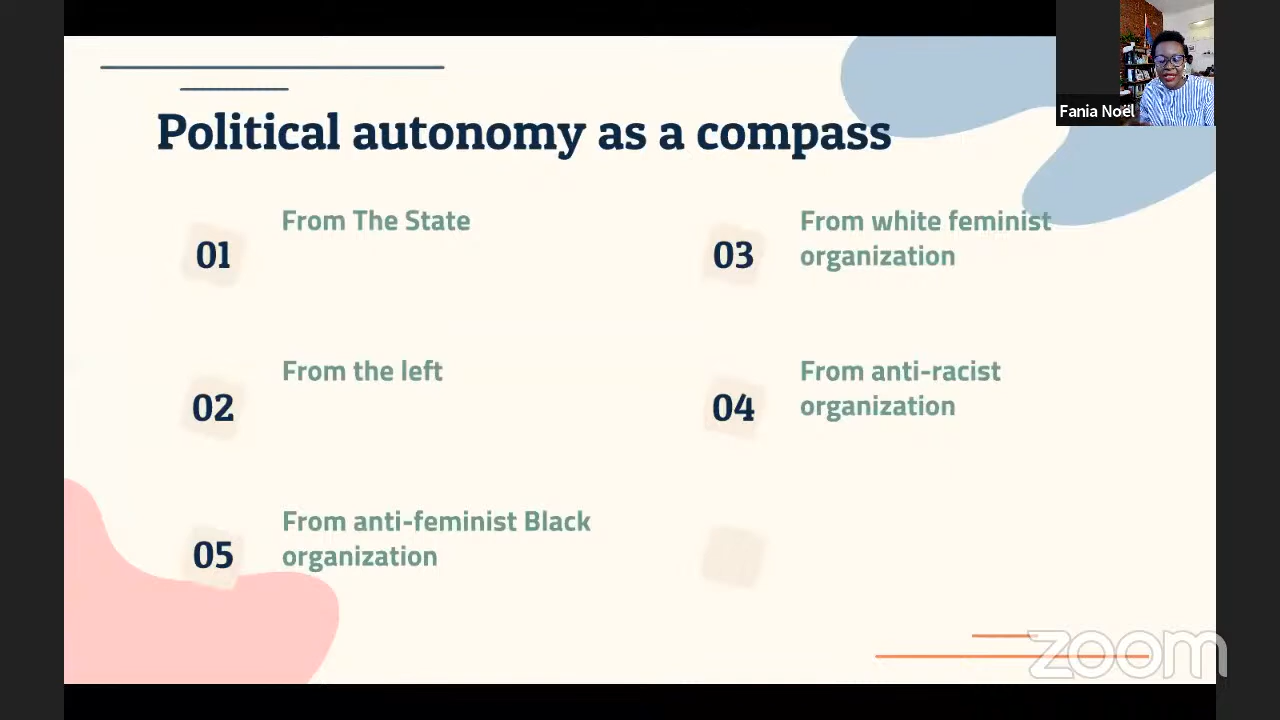 Fania Noël
Political autonomy as a compass
01
From The State
02
From the left
03
From white feminist
organization
04
From anti-racist
organization
05
From anti-feminist Black
organization
zoom